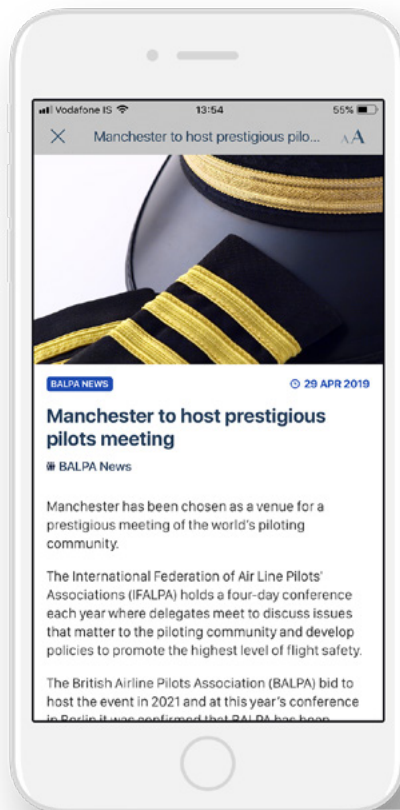 Vodafone IS 13:54 55%
Manchester to host prestigious pilo... AA
BALPA NEWS 29 APR 2019
Manchester to host prestigious
pilots meeting
BALPA News
Manchester has been chosen as a venue for a
prestigious meeting of the world's piloting
community.
The International Federation of Air Line Pilots'
Associations (IFALPA) holds a four-day conference
each year where delegates meet to discuss issues
that matter to the piloting community and develop
policies to promote the highest level of flight safety.
The British Airline Pilots Association (BALPA) bid to
host the event in 2021 and at this year's conference
in Berlin it was confirmed that BALPA has been